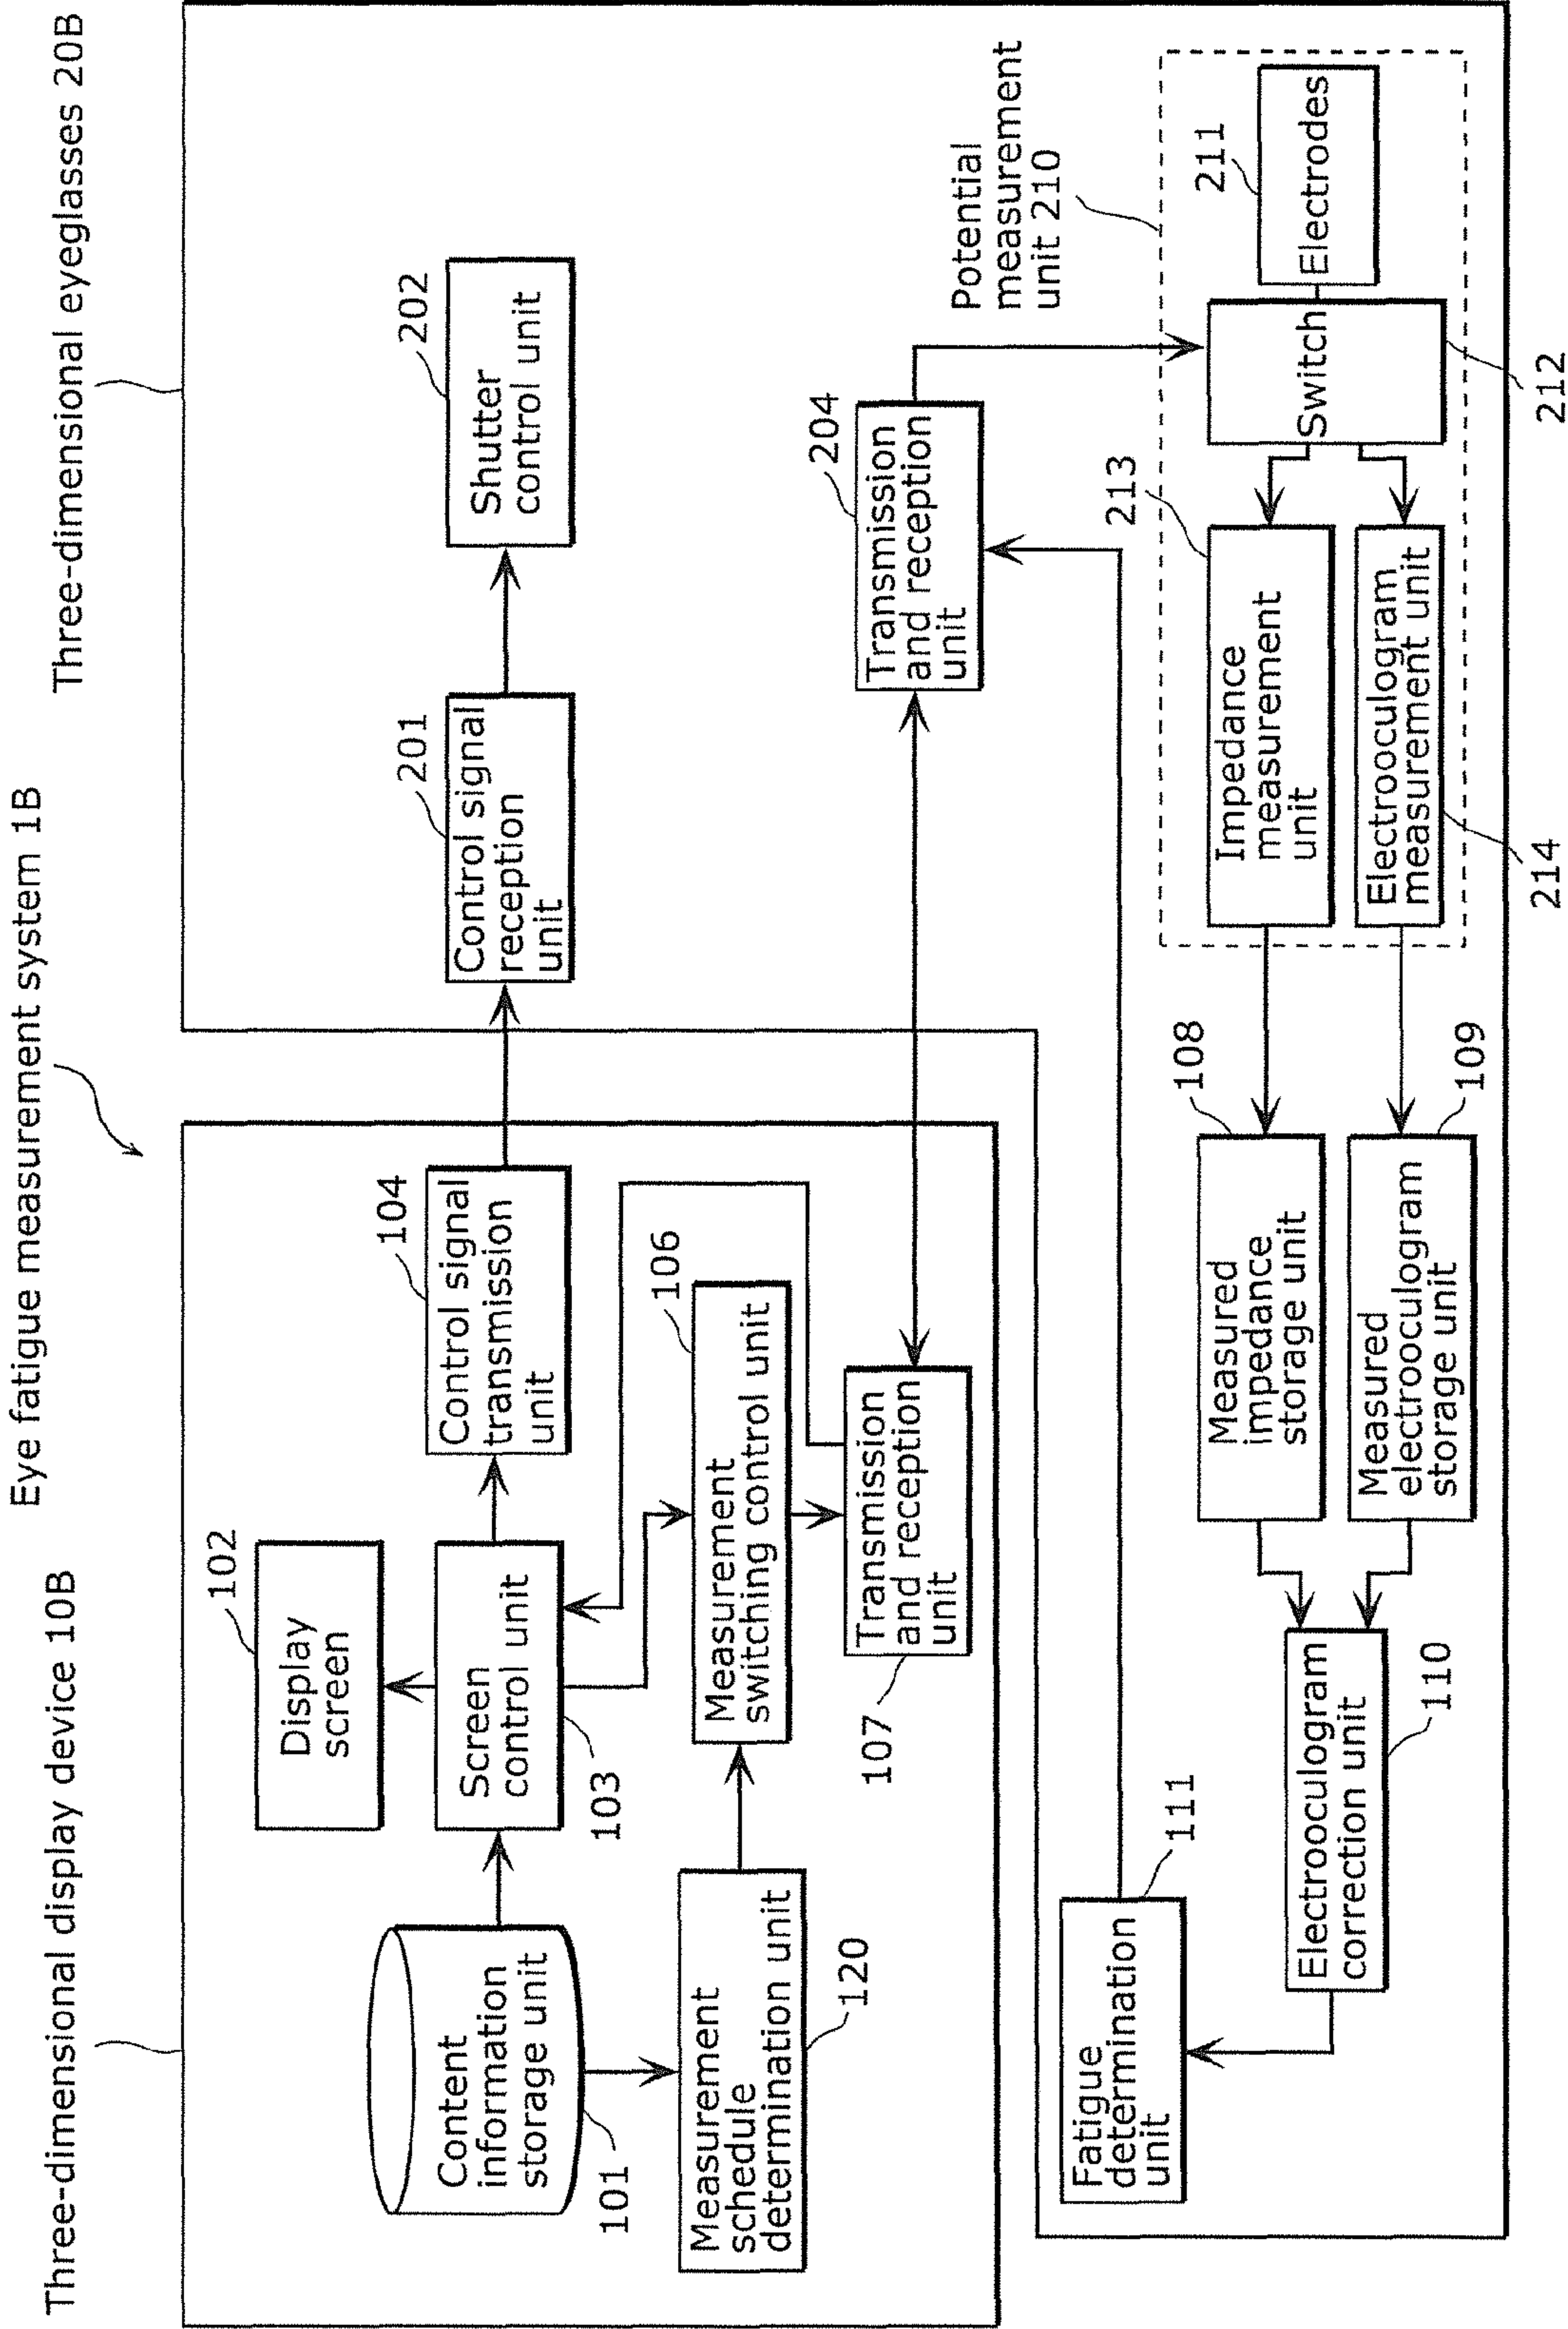 Eye fatigue measurement system 1B
Three-dimensional display device 10B
Three-dimensional eyeglasses 20B
102
Display
screen
101
Content
information
storage unit
103
Screen
control unit
104
Control signal
transmission
unit
201
Control signal
reception
unit
202
Shutter
control unit
120
Measurement
schedule
determination unit
106
Measurement
switching control unit
107
Transmission
and reception
unit
204
Transmission
and reception
unit
Potential
measurement
unit 210
111
Fatigue
determination
unit
110
Electrooculogram
correction unit
108
Measured
impedance
storage unit
109
Measured
electrooculogram
storage unit
213
Impedance
measurement
unit
Electrooculogram
measurement unit
214
Switch
212
211
Electrodes